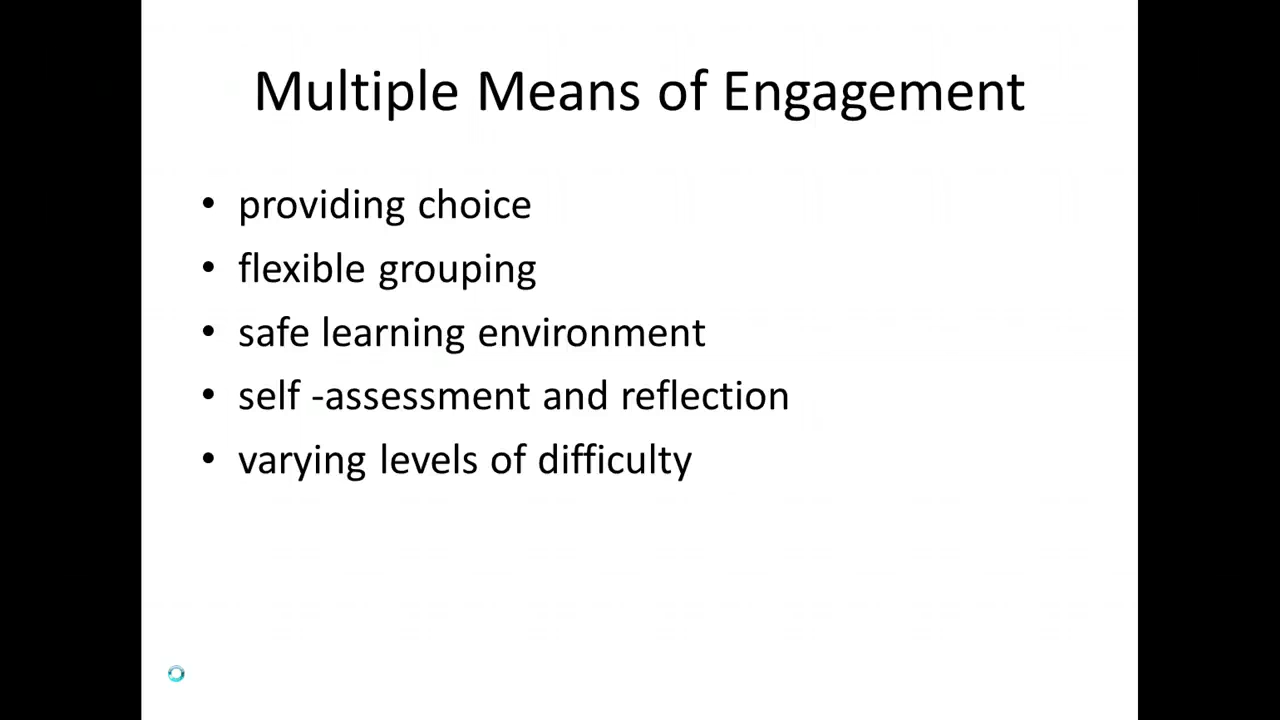 Multiple Means of Engagement
• providing choice
• flexible grouping
• safe learning environment
• self -assessment and reflection
• varying levels of difficulty